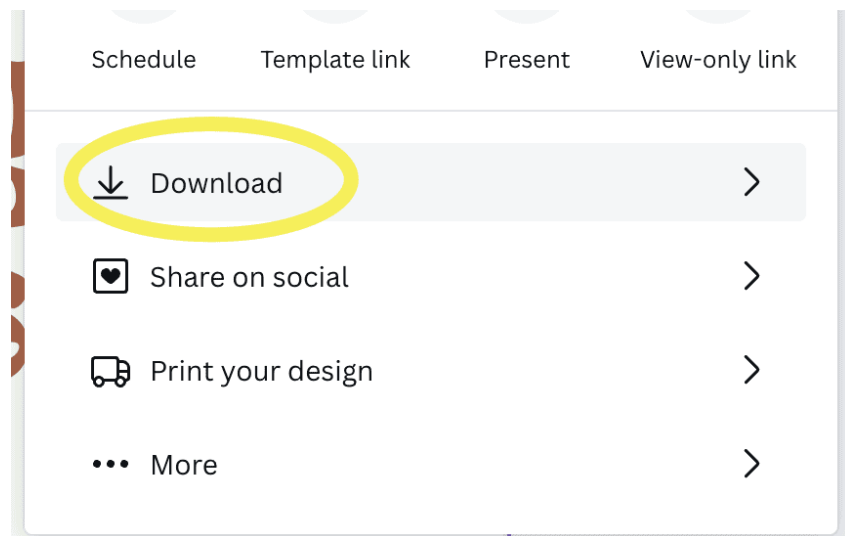 Schedule Template link Present View-only link
Download
Share on social
Print your design
More